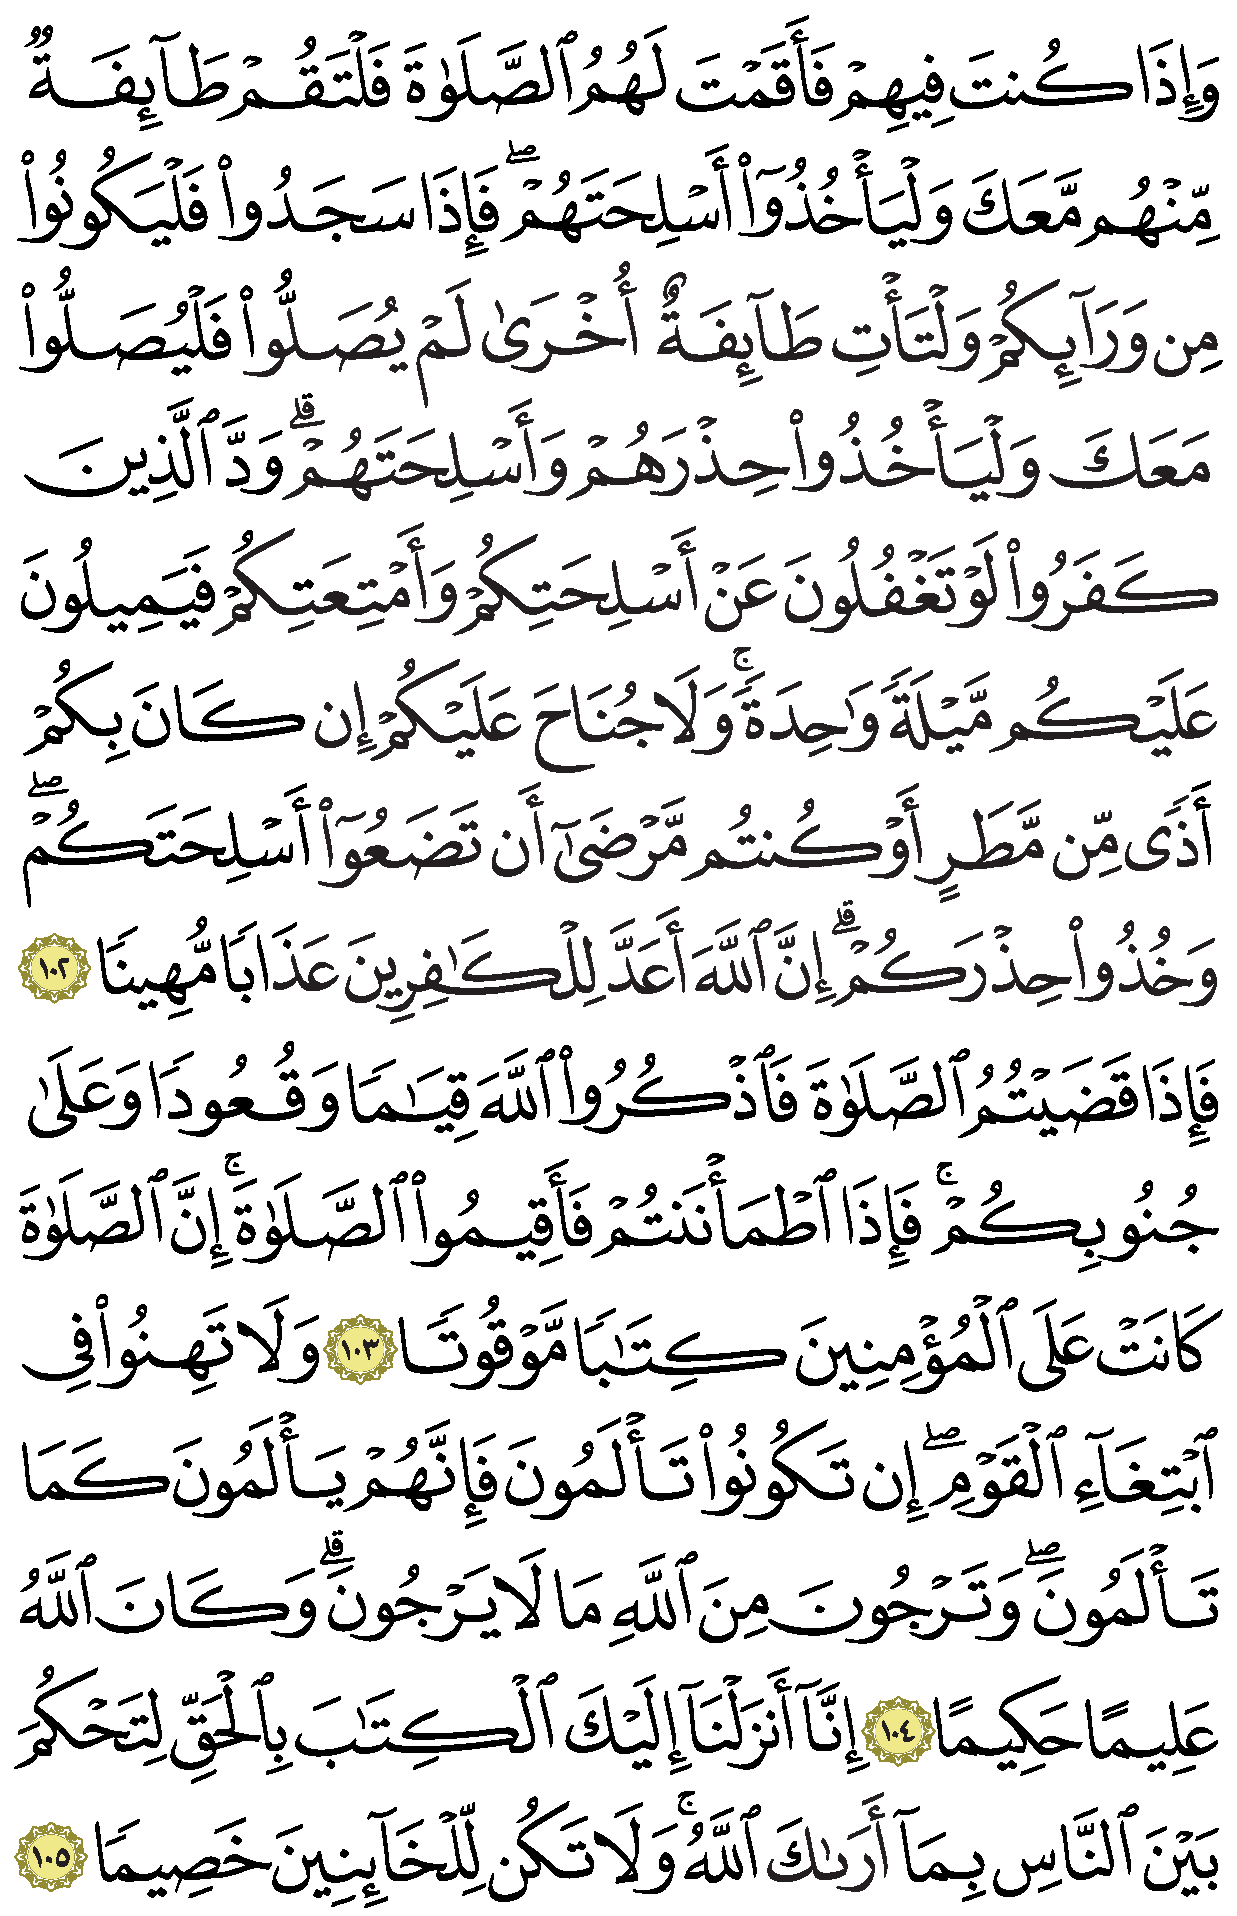 وَإِذَا كُنتَ فِيهِمْ فَأَقَمْتَ لَهُمُ ٱلصَّلَوٰةَ فَلْتَقُمْ طَآئِفَةٌ
مِّنْهُم مَّعَكَ وَلْيَأْخُذُوٓا۟ أَسْلِحَتَهُمْ ۖ فَإِذَا سَجَدُوا۟ فَلْيَكُونُوا۟
مِن وَرَآئِكُمْ وَلْتَأْتِ طَآئِفَةٌ أُخْرَىٰ لَمْ يُصَلُّوا۟ فَلْيُصَلُّوا۟
مَعَكَ وَلْيَأْخُذُوا۟ حِذْرَهُمْ وَأَسْلِحَتَهُمْ ۗ وَدَّ ٱلَّذِينَ
كَفَرُوا۟ لَوْ تَغْفُلُونَ عَنْ أَسْلِحَتِكُمْ وَأَمْتِعَتِكُمْ فَيَمِيلُونَ
عَلَيْكُم مَّيْلَةً وَٰحِدَةً ۚ وَلَا جُنَاحَ عَلَيْكُمْ إِن كَانَ بِكُمْ
أَذًى مِّن مَّطَرٍ أَوْ كُنتُم مَّرْضَىٰٓ أَن تَضَعُوٓا۟ أَسْلِحَتَكُمْ ۖ
وَخُذُوا۟ حِذْرَكُمْ ۗ إِنَّ ٱللَّهَ أَعَدَّ لِلْكَـٰفِرِينَ عَذَابًا مُّهِينًا ١٠٢
فَإِذَا قَضَيْتُمُ ٱلصَّلَوٰةَ فَٱذْكُرُوا۟ ٱللَّهَ قِيَـٰمًا وَقُعُودًا وَعَلَىٰ
جُنُوبِكُمْ ۚ فَإِذَا ٱطْمَأْنَنتُمْ فَأَقِيمُوا۟ ٱلصَّلَوٰةَ ۚ إِنَّ ٱلصَّلَوٰةَ
كَانَتْ عَلَى ٱلْمُؤْمِنِينَ كِتَـٰبًا مَّوْقُوتًا ١٠٣ وَلَا تَهِنُوا۟ فِى
ٱبْتِغَآءِ ٱلْقَوْمِ ۖ إِن تَكُونُوا۟ تَأْلَمُونَ فَإِنَّهُمْ يَأْلَمُونَ كَمَا
تَأْلَمُونَ ۖ وَتَرْجُونَ مِنَ ٱللَّهِ مَا لَا يَرْجُونَ ۗ وَكَانَ ٱللَّهُ
عَلِيمًا حَكِيمًا ١٠٤ إِنَّآ أَنزَلْنَآ إِلَيْكَ ٱلْكِتَـٰبَ بِٱلْحَقِّ لِتَحْكُمَ
بَيْنَ ٱلنَّاسِ بِمَآ أَرَىٰكَ ٱللَّهُ ۚ وَلَا تَكُن لِّلْخَآئِنِينَ خَصِيمًا ١٠٥